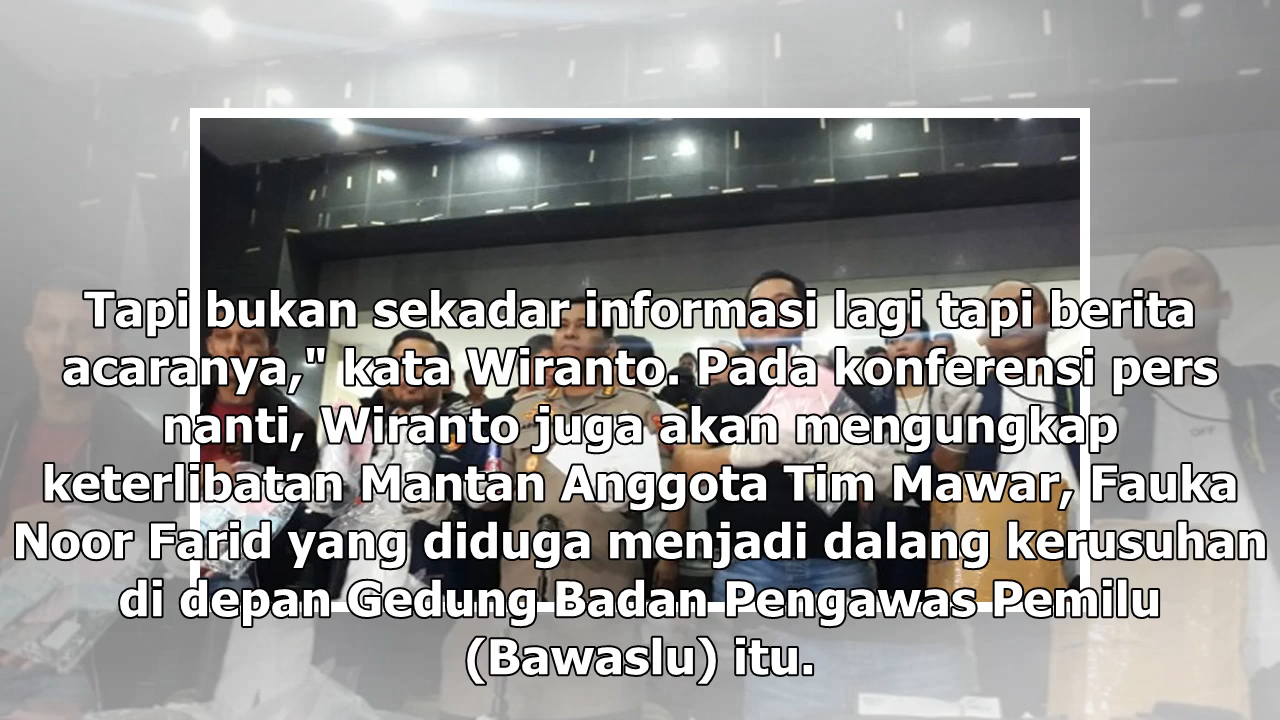 Tapi bukan sekadar informasi lagi tapi berita
acaranya," kata Wiranto. Pada konferensi pers
nanti, Wiranto juga akan mengungkap
keterlibatan Mantan Anggota Tim Mawar, Fauka
Noor Farid yang diduga menjadi dalang kerusuhan
di depan Gedung Badan Pengawas Pemilu
(Bawaslu) itu.